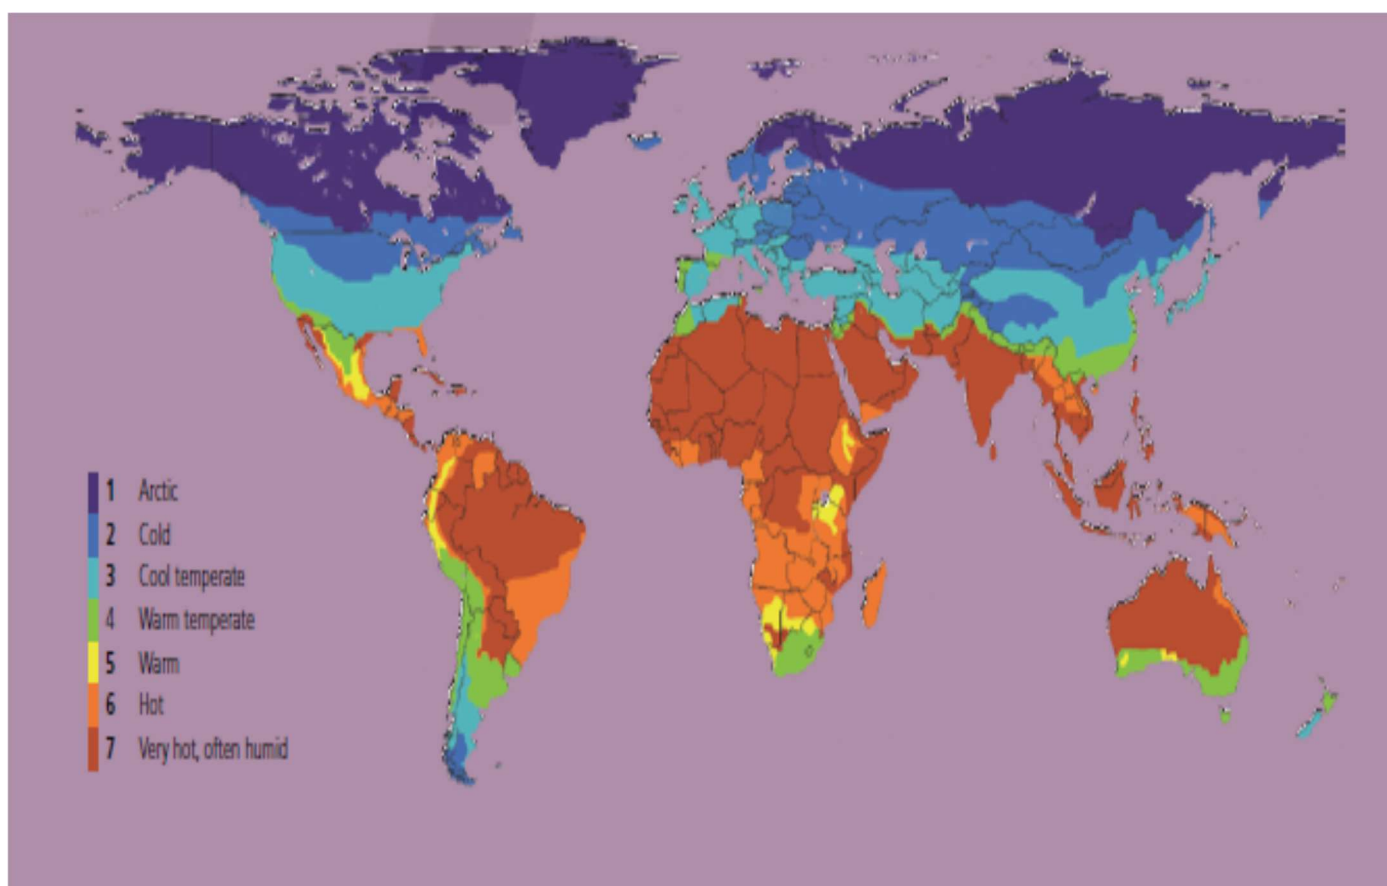 1 Arctic
2 Cold
3 Cool temperate
4 Warm temperate
5 Warm
6 Hot
7 Very hot, often humid